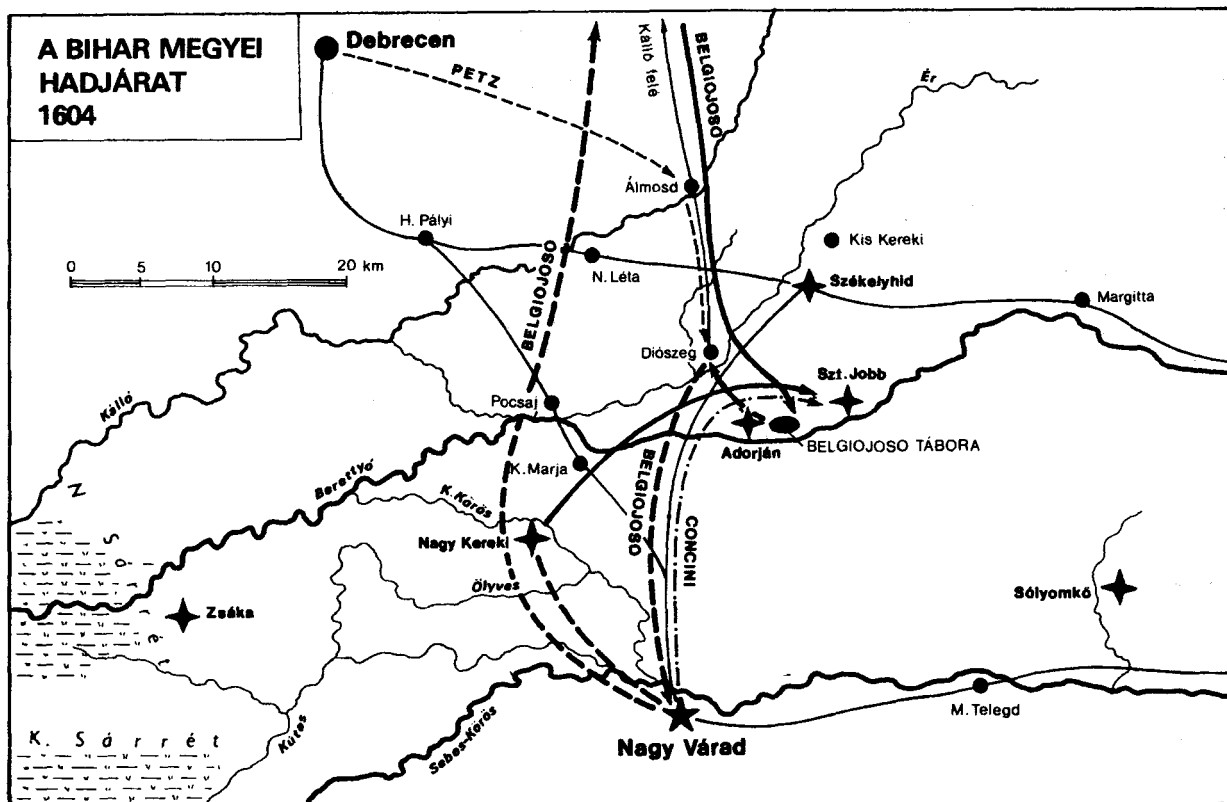 A BIHAR MEGYEI
HADJÁRAT
1604
Debrecen
PETZ
Kálló felé
BELGIOJOSO
Ér
Álmosd
H. Pályi
Kis Kereki
0 5 10 20 km
BELGIOJOSO
N. Léta
Székelyhid
Margitta
Diószeg
Szt. Jobb
Kálló
Pocsaj
Adorján
BELGIOJOSO TÁBORA
Berettyó
K. Marja
BELGIOJOSO
K. Körös
N. Sárrét
Nagy Kereki
CONCINI
Ölyves
Sólyomkő
Zsáka
M. Telegd
K. Sárrét
Kútas
Sebes-Körös
Nagy Várad